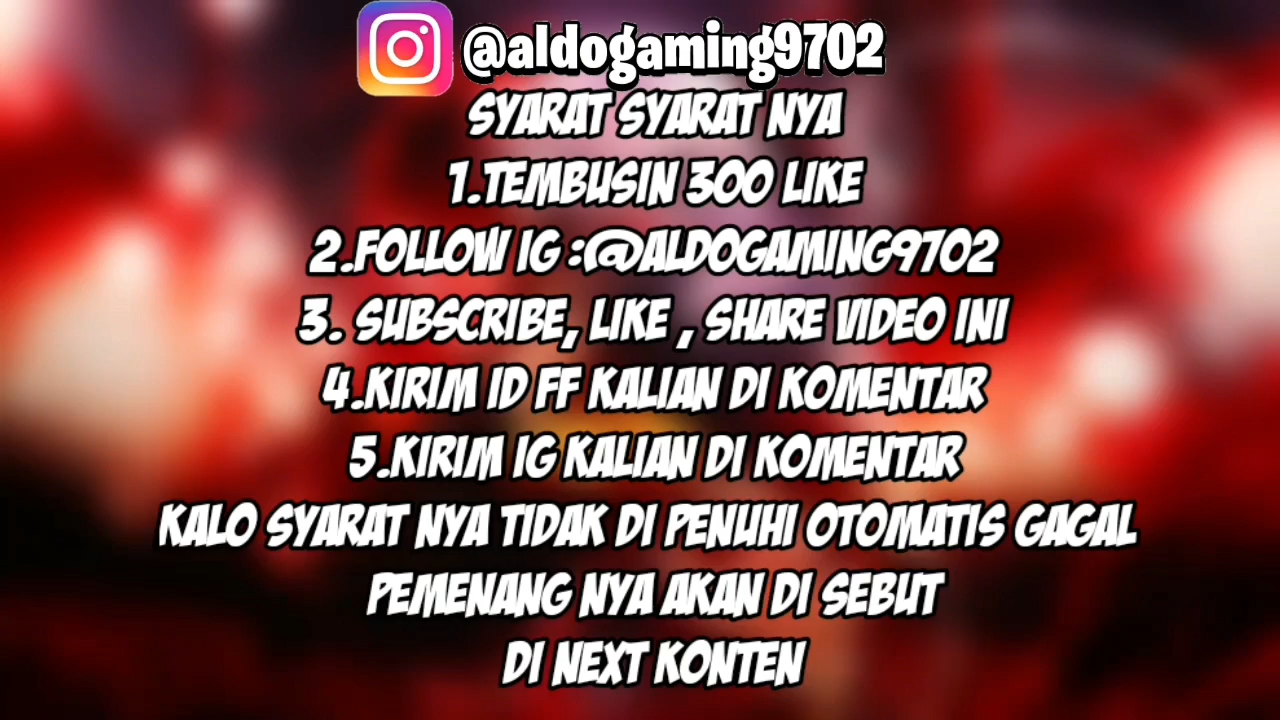 @aldogaming9702
SYARAT SYARAT NYA
1.TEMBUSIN 300 LIKE
2.FOLLOW IG :@ALDOGAMING9702
3. SUBSCRIBE, LIKE , SHARE VIDEO INI
4.KIRIM ID FF KALIAN DI KOMENTAR
5.KIRIM IG KALIAN DI KOMENTAR
KALO SYARAT NYA TIDAK DI PENUHI OTOMATIS GAGAL
PEMENANG NYA AKAN DI SEBUT
DI NEXT KONTEN